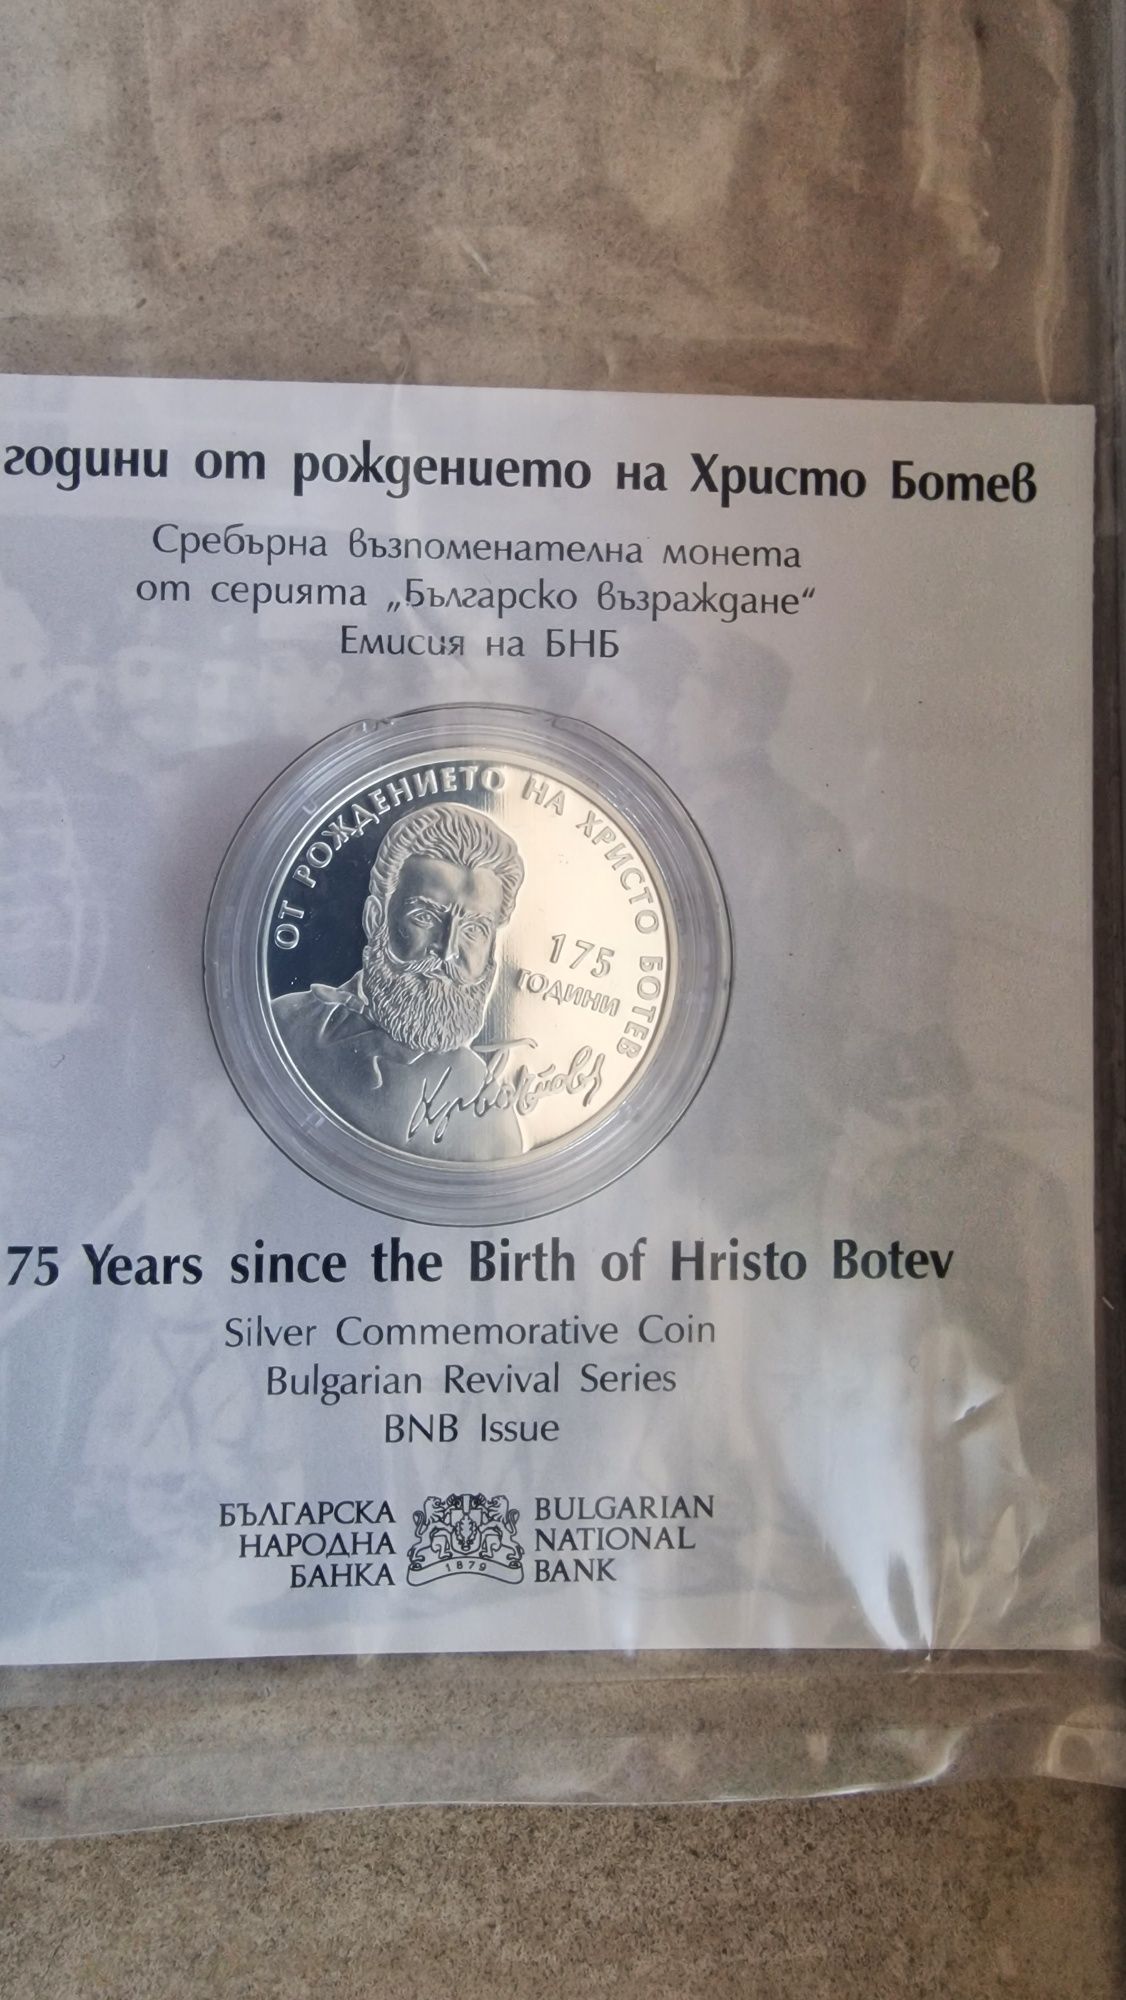 години от рождението на Христо Ботев
Сребърна възпоменателна монета
от серията „Българско възраждане“
Емисия на БНБ
ОТ РОЖДЕНИЕТО НА ХРИСТО БОТЕВ
175
ГОДИНИ
75 Years since the Birth of Hristo Botev
Silver Commemorative Coin
Bulgarian Revival Series
BNB Issue
БЪЛГАРСКА
НАРОДНА
БАНКА
1879
BULGARIAN
NATIONAL
BANK